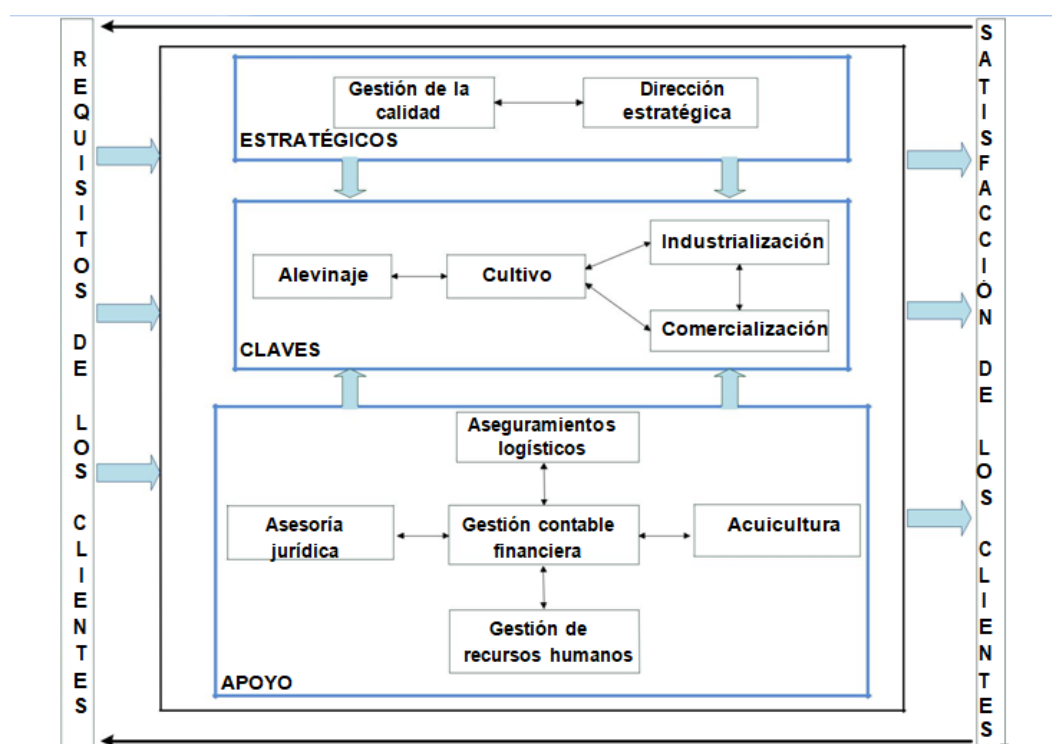 REQUISITOS DE LOS CLIENTES
Gestión de la
calidad
Dirección
estratégica
ESTRATÉGICOS
Alevinaje
Cultivo
Industrialización
Comercialización
CLAVES
Aseguramientos
logísticos
Asesoría
jurídica
Gestión contable
financiera
Acuicultura
Gestión de
recursos humanos
APOYO
SATISFACCIÓN DE LOS CLIENTES